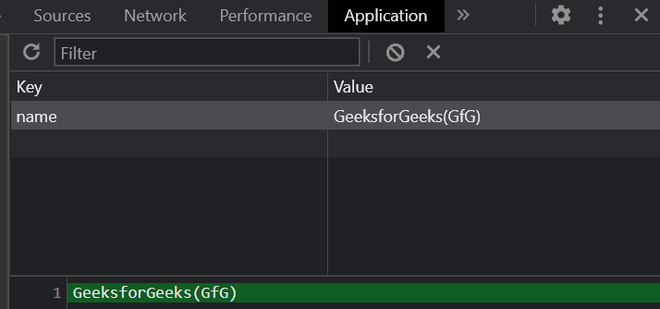 Sources Network Performance Application
Filter
Key Value
name GeeksforGeeks(GfG)
1 GeeksforGeeks(GfG)